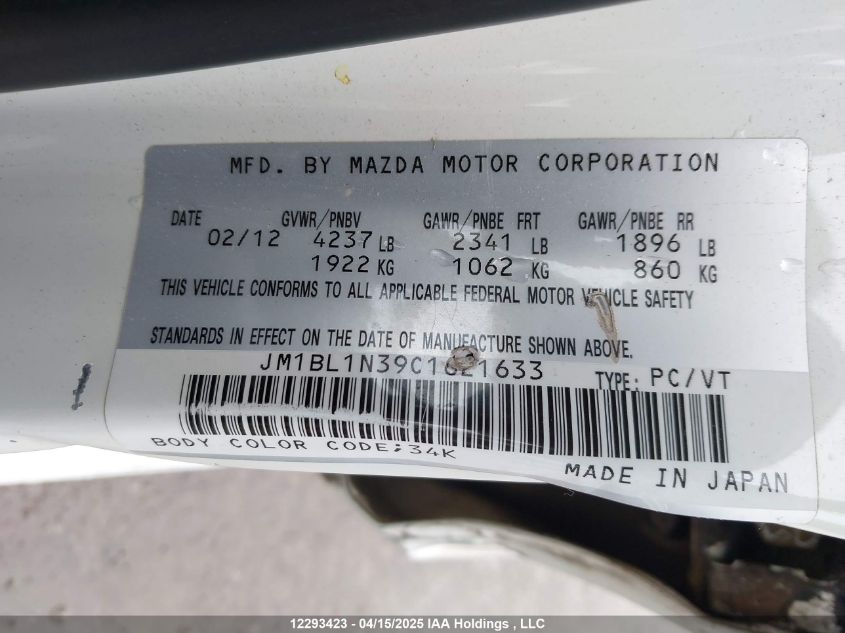 MFD. BY MAZDA MOTOR CORPORATION
DATE GVWR/PNBV GAWR/PNBE FRT GAWR/PNBE RR
02/12 4237 LB 2341 LB 1896 LB
1922 KG 1062 KG 860 KG
THIS VEHICLE CONFORMS TO ALL APPLICABLE FEDERAL MOTOR VEHICLE SAFETY
STANDARDS IN EFFECT ON THE DATE OF MANUFACTURE SHOWN ABOVE.
JM1BL1N39C1621633 TYPE: PC/VT
BODY COLOR CODE:34K
MADE IN JAPAN
12293423 - 04/15/2025 IAA Holdings , LLC